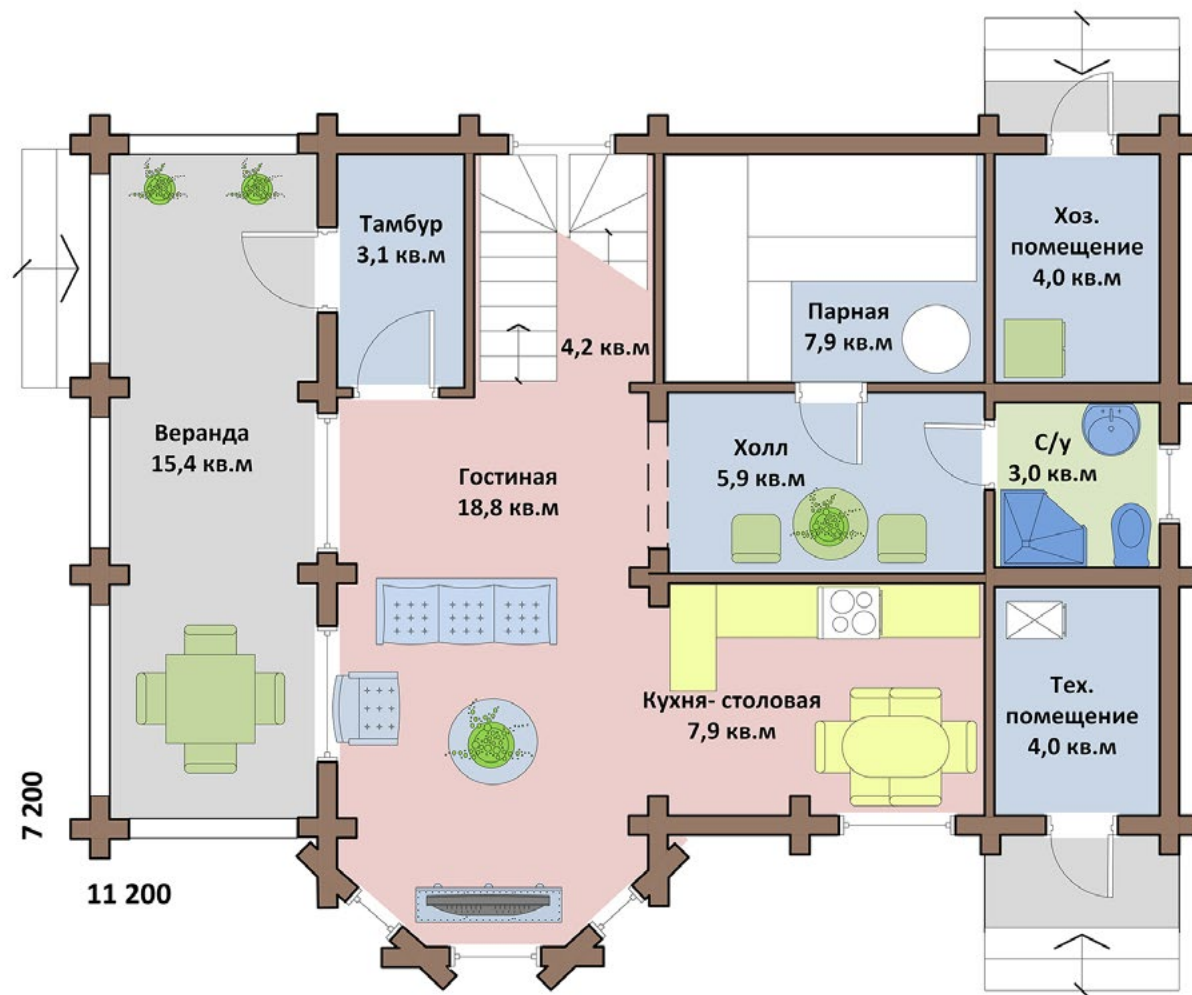 Тамбур
3,1 кв.м
Хоз.
помещение
4,0 кв.м
Парная
7,9 кв.м
4,2 кв.м
Веранда
15,4 кв.м
Гостиная
18,8 кв.м
Холл
5,9 кв.м
С/у
3,0 кв.м
Кухня- столовая
7,9 кв.м
Тех.
помещение
4,0 кв.м
7 200
11 200